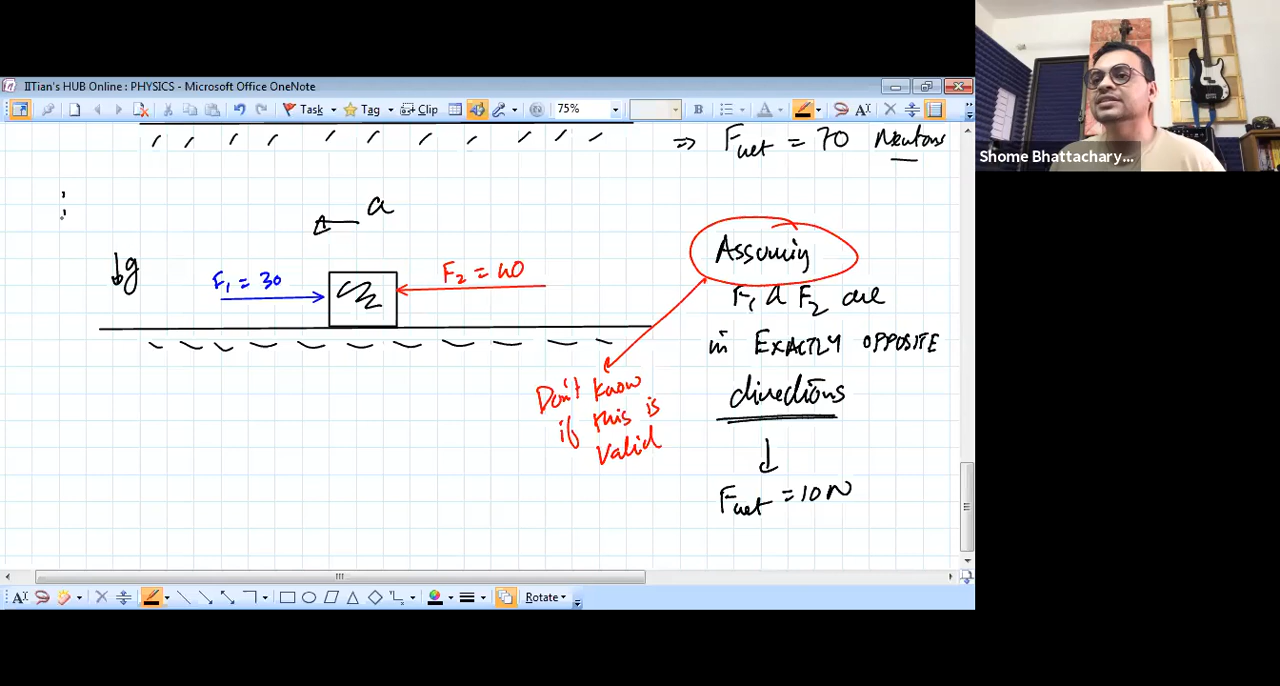 IITian's HUB Online : PHYSICS - Microsoft Office OneNote
Task Tag Clip 75% B A A
⇒ Fnet = 70 Newtons
Shome Bhattachary...
a
↓g
F₁ = 30
F₂ = 40
Assuming
F₁ & F₂ are
in EXACTLY OPPOSITE
directions
Don't know
if this is
valid
Fnet = 10 N
A Rotate